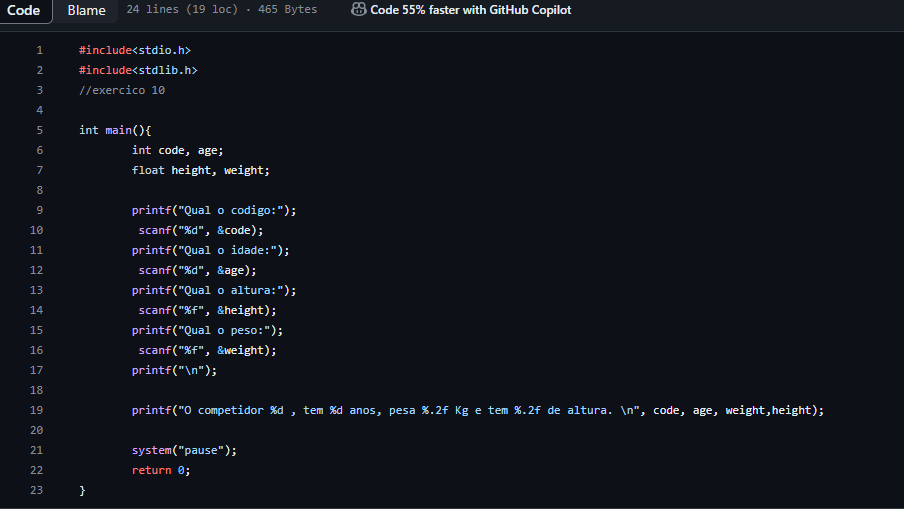 Code Blame 24 lines (19 loc) · 465 Bytes Code 55% faster with GitHub Copilot
1 #include<stdio.h>
2 #include<stdlib.h>
3 //exercico 10
4
5 int main(){
6 int code, age;
7 float height, weight;
8
9 printf("Qual o codigo:");
10 scanf("%d", &code);
11 printf("Qual o idade:");
12 scanf("%d", &age);
13 printf("Qual o altura:");
14 scanf("%f", &height);
15 printf("Qual o peso:");
16 scanf("%f", &weight);
17 printf("\n");
18
19 printf("O competidor %d , tem %d anos, pesa %.2f Kg e tem %.2f de altura. \n", code, age, weight,height);
20
21 system("pause");
22 return 0;
23 }